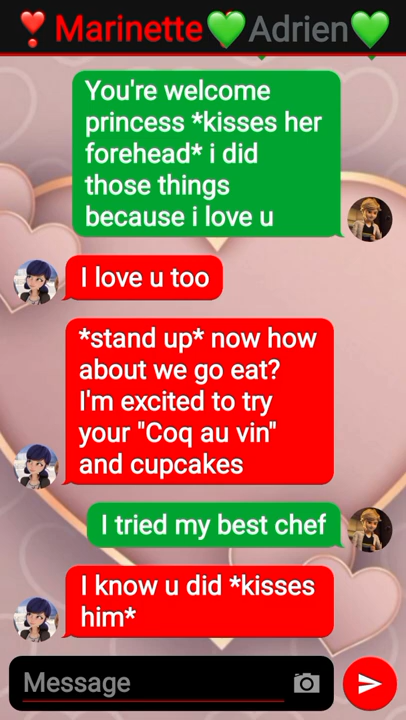 ❣Marinette💚Adrien💚
You're welcome
princess *kisses her
forehead* i did
those things
because i love u
I love u too
*stand up* now how
about we go eat?
I'm excited to try
your "Coq au vin"
and cupcakes
I tried my best chef
I know u did *kisses
him*
Message